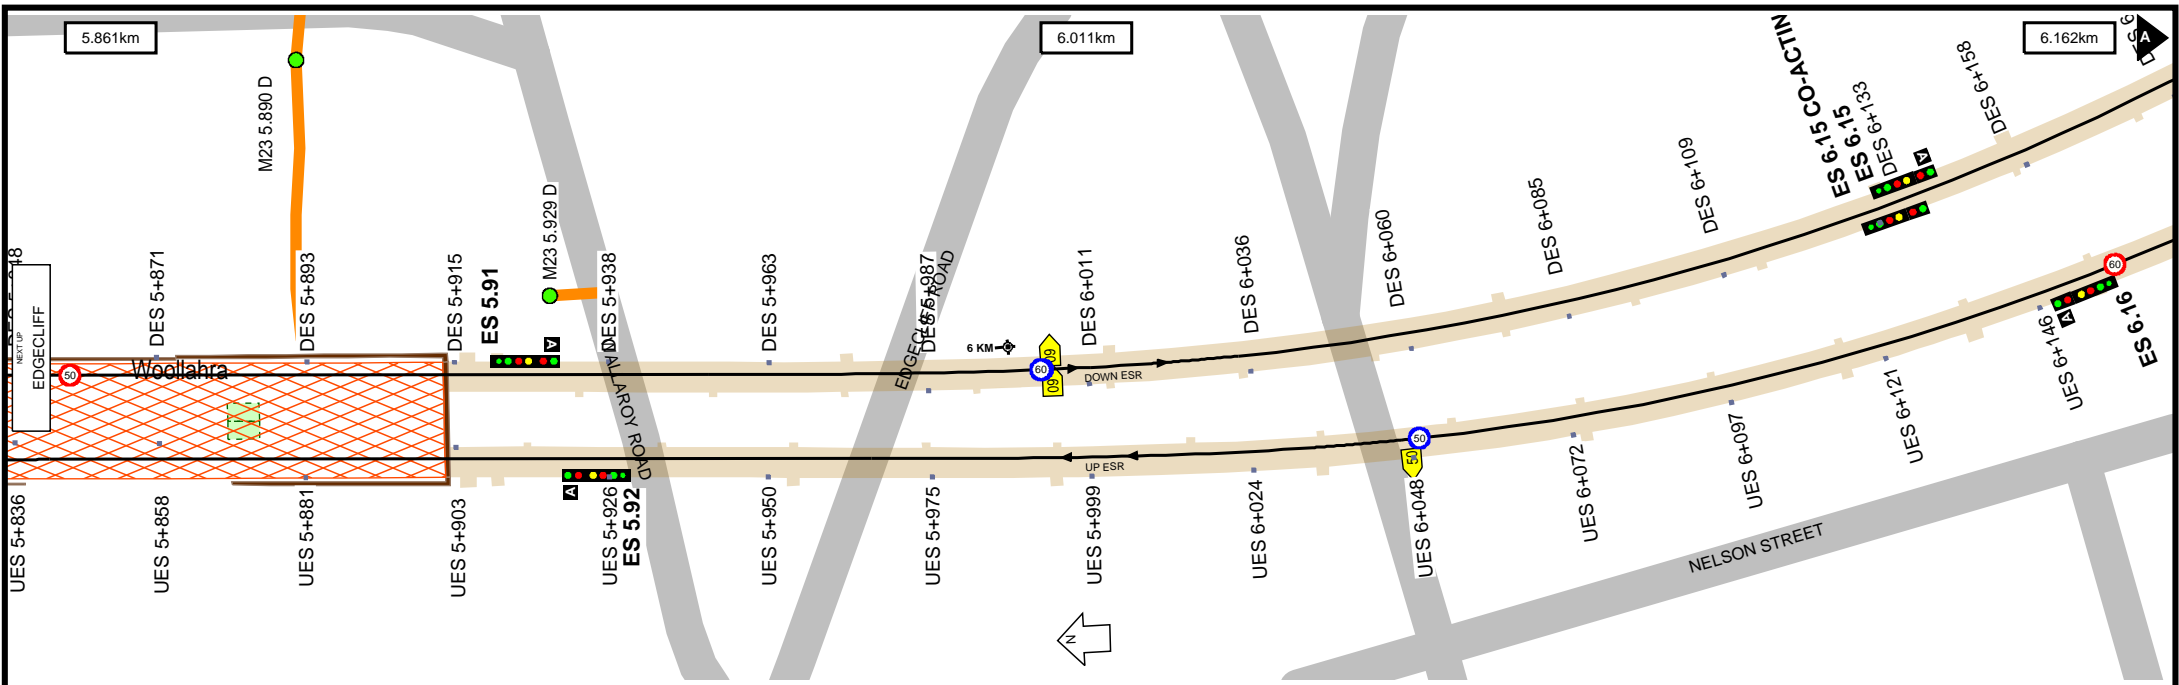 5.861km
6.011km
6.162km
A
M23 5.890 D
M23 5.929 D
ES 6.15 CO-ACTIN
ES 6.15
DES 6+133
DES 6+158
DES 6+109
DES 6+085
DES 6+060
DES 6+036
DES 6+011
DES 5+987
EDGECLIFF ROAD
DES 5+963
DES 5+938
DES 5+915
DES 5+893
DES 5+871
ES 5.91
A
A
NEXT UP
EDGECLIFF
50
Woollahra
6 KM
60
60
60
DOWN ESR
UP ESR
50
50
60
A
ES 6.16
WALLAROY ROAD
A
ES 5.92
UES 5+836
UES 5+858
UES 5+881
UES 5+903
UES 5+926
UES 5+950
UES 5+975
UES 5+999
UES 6+024
UES 6+048
UES 6+072
UES 6+097
UES 6+121
UES 6+146
NELSON STREET
N